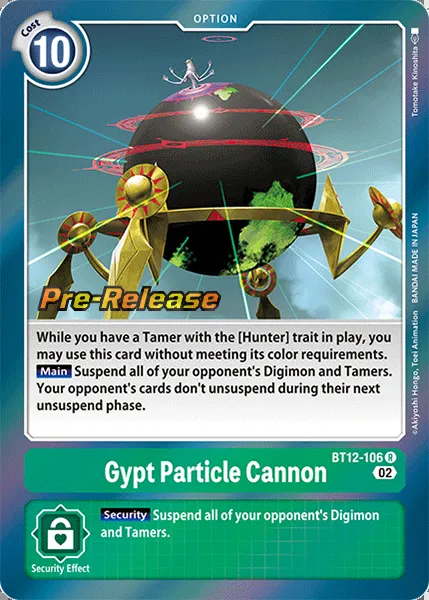 OPTION
Cost
10
Tomotake Kinoshita
©Akiyoshi Hongo, Toei Animation BANDAI MADE IN JAPAN
Pre-Release
While you have a Tamer with the [Hunter] trait in play, you
may use this card without meeting its color requirements.
Main Suspend all of your opponent's Digimon and Tamers.
Your opponent's cards don't unsuspend during their next
unsuspend phase.
BT12-106 R
Gypt Particle Cannon
02
Security Suspend all of your opponent's Digimon
and Tamers.
Security Effect